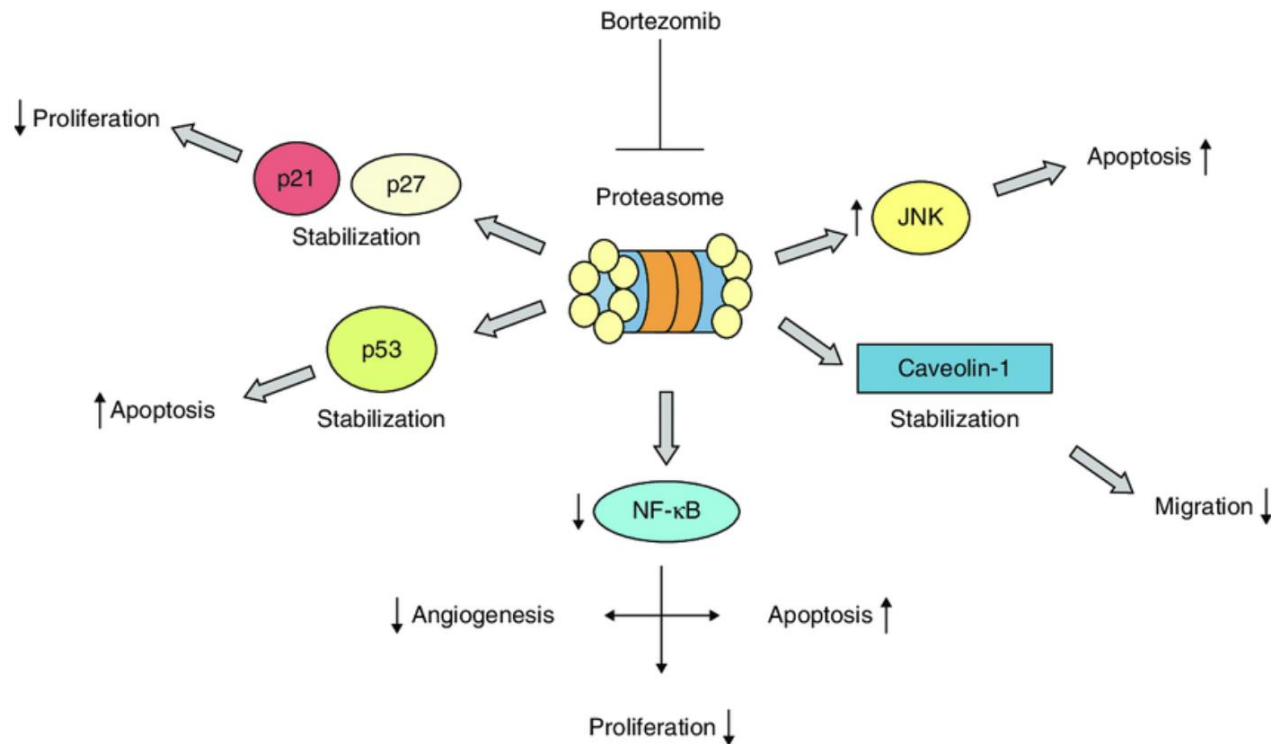 Bortezomib
↓ Proliferation
p21
p27
Stabilization
Proteasome
↑ JNK
Apoptosis ↑
p53
Stabilization
↑ Apoptosis
Caveolin-1
Stabilization
Migration ↓
↓ NF-κB
↓ Angiogenesis
Apoptosis ↑
Proliferation ↓